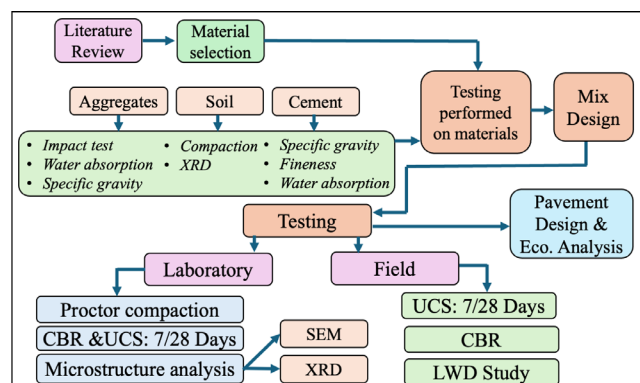 Literature
Review
Material
selection
Testing
performed
on materials
Mix
Design
Aggregates
Soil
Cement
• Impact test
• Water absorption
• Specific gravity
• Compaction
• XRD
• Specific gravity
• Fineness
• Water absorption
Testing
Pavement
Design &
Eco. Analysis
Laboratory
Field
Proctor compaction
CBR &UCS: 7/28 Days
Microstructure analysis
SEM
XRD
UCS: 7/28 Days
CBR
LWD Study